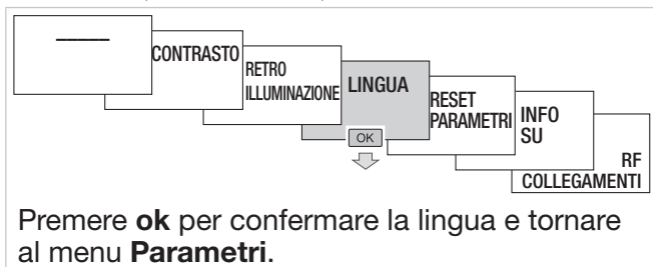 CONTRASTO
RETRO
ILLUMINAZIONE
LINGUA
OK
RESET
PARAMETRI
INFO
SU
RF
COLLEGAMENTI
Premere ok per confermare la lingua e tornare
al menu Parametri.